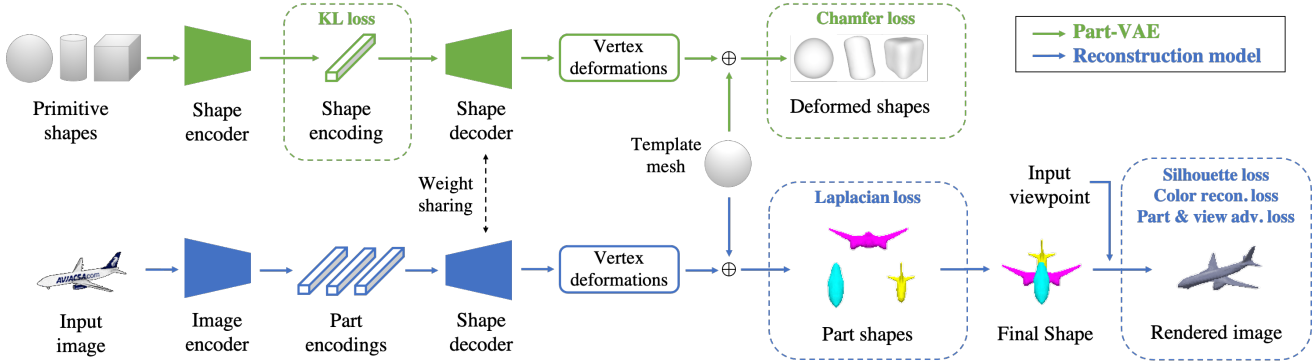 KL loss
Primitive
shapes
Shape
encoder
Shape
encoding
Shape
decoder
Vertex
deformations
Chamfer loss
Deformed shapes
Part-VAE
Reconstruction model
Template
mesh
Weight
sharing
AVIACSA.com
Input
image
Image
encoder
Part
encodings
Shape
decoder
Vertex
deformations
Laplacian loss
Part shapes
Input
viewpoint
Final Shape
Silhouette loss
Color recon. loss
Part & view adv. loss
Rendered image